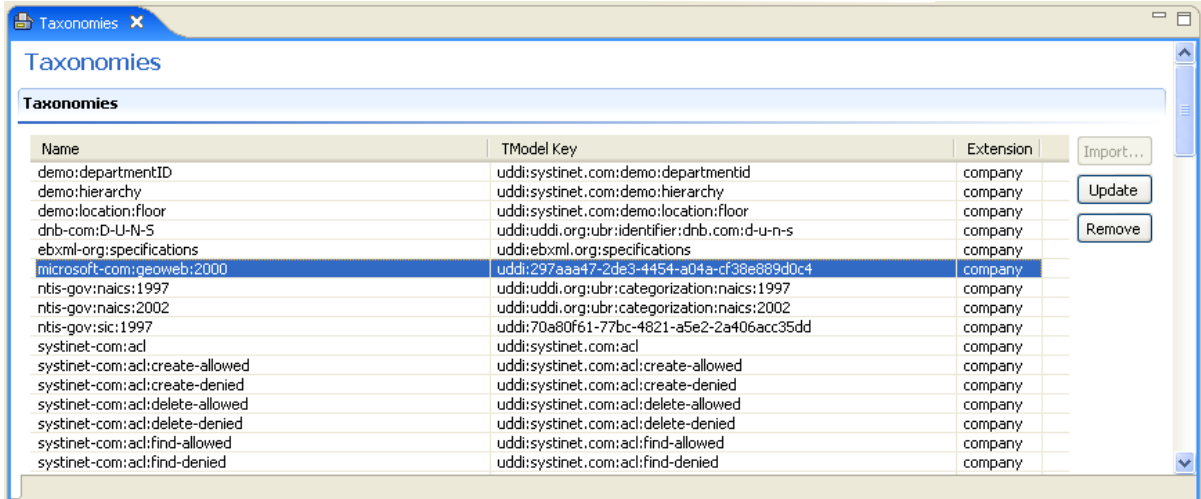 Taxonomies
Taxonomies
Taxonomies
Name TModel Key Extension Import...
demo:departmentID uddi:systinet.com:demo:departmentid company
demo:hierarchy uddi:systinet.com:demo:hierarchy company Update
demo:location:floor uddi:systinet.com:demo:location:floor company
dnb-com:D-U-N-S uddi:uddi.org:ubr:identifier:dnb.com:d-u-n-s company Remove
ebxml-org:specifications uddi:ebxml.org:specifications company
microsoft-com:geoweb:2000 uddi:297aaa47-2de3-4454-a04a-cf38e889d0c4 company
ntis-gov:naics:1997 uddi:uddi.org:ubr:categorization:naics:1997 company
ntis-gov:naics:2002 uddi:uddi.org:ubr:categorization:naics:2002 company
ntis-gov:sic:1997 uddi:70a80f61-77bc-4821-a5e2-2a406acc35dd company
systinet-com:acl uddi:systinet.com:acl company
systinet-com:acl:create-allowed uddi:systinet.com:acl:create-allowed company
systinet-com:acl:create-denied uddi:systinet.com:acl:create-denied company
systinet-com:acl:delete-allowed uddi:systinet.com:acl:delete-allowed company
systinet-com:acl:delete-denied uddi:systinet.com:acl:delete-denied company
systinet-com:acl:find-allowed uddi:systinet.com:acl:find-allowed company
systinet-com:acl:find-denied uddi:systinet.com:acl:find-denied company